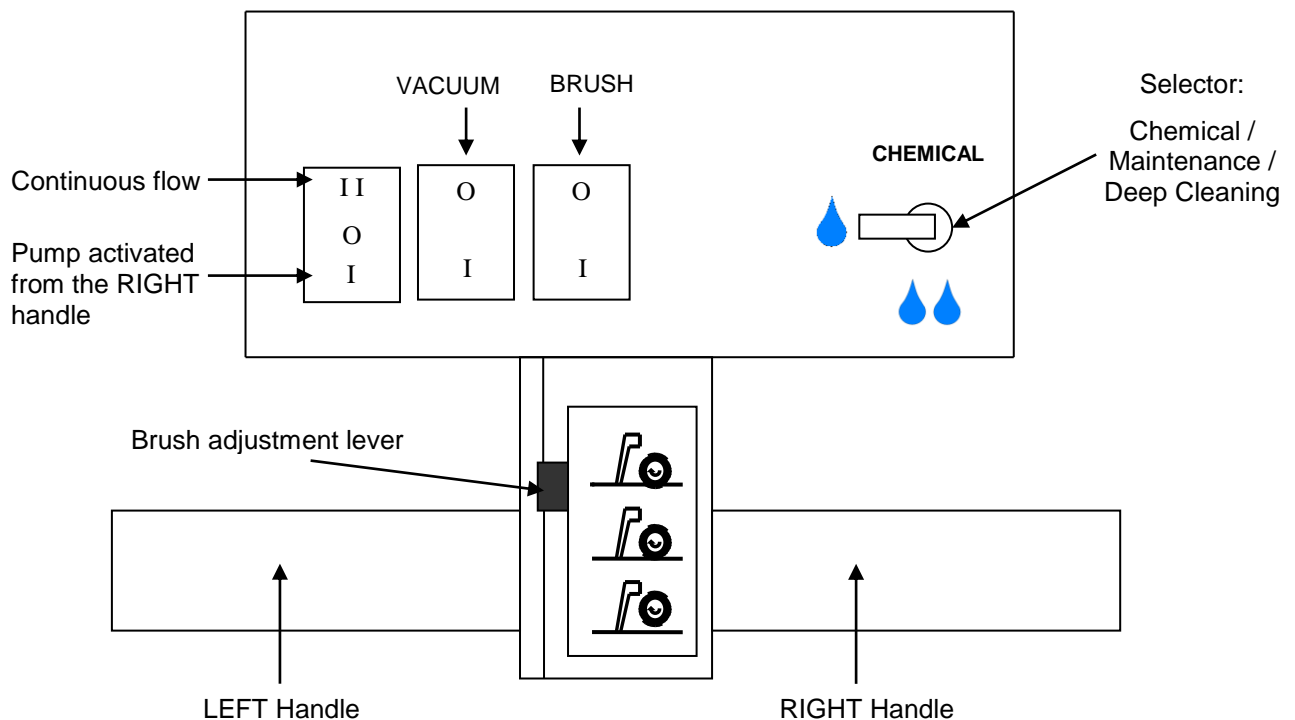 VACUUM
BRUSH
Selector:
Chemical /
Maintenance /
Deep Cleaning
CHEMICAL
Continuous flow
Pump activated
from the RIGHT
handle
I I
O
I
O
I
O
I
Brush adjustment lever
LEFT Handle
RIGHT Handle